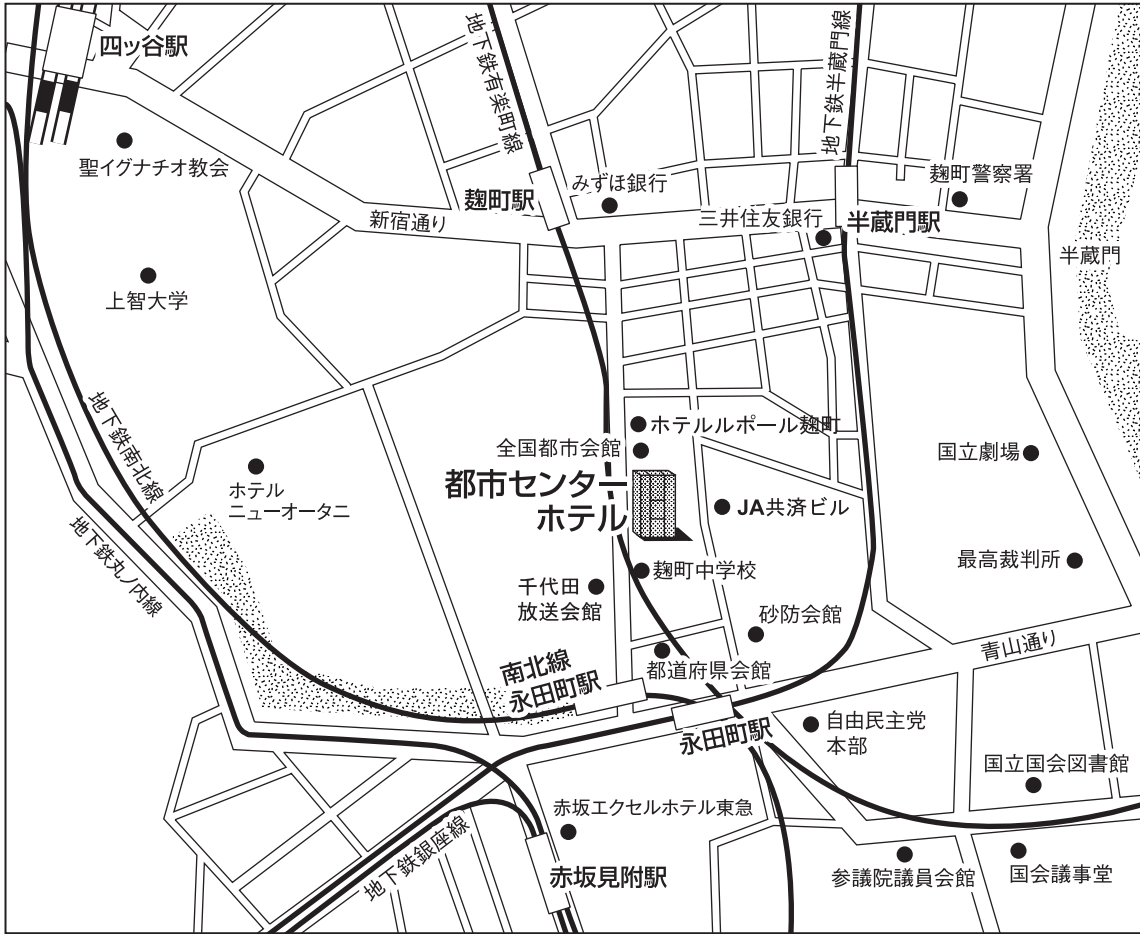 四ッ谷駅
地下鉄有楽町線
地下鉄半蔵門線
聖イグナチオ教会
麹町駅
みずほ銀行
麹町警察署
新宿通り
三井住友銀行
半蔵門駅
半蔵門
上智大学
地下鉄南北線
ホテルルポール麹町
全国都市会館
国立劇場
都市センター
ホテル
ホテル
ニューオータニ
JA共済ビル
地下鉄丸ノ内線
最高裁判所
麹町中学校
千代田
放送会館
砂防会館
青山通り
都道府県会館
南北線
永田町駅
永田町駅
自由民主党
本部
国立国会図書館
赤坂エクセルホテル東急
地下鉄銀座線
赤坂見附駅
参議院議員会館
国会議事堂